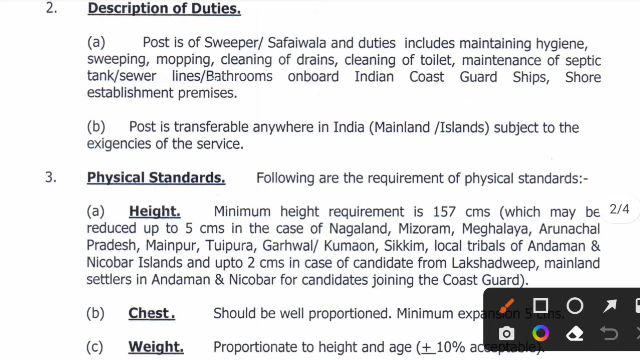 2. Description of Duties.
(a) Post is of Sweeper/ Safaiwala and duties includes maintaining hygiene,
sweeping, mopping, cleaning of drains, cleaning of toilet, maintenance of septic
tank/sewer lines/Bathrooms onboard Indian Coast Guard Ships, Shore
establishment premises.
(b) Post is transferable anywhere in India (Mainland /Islands) subject to the
exigencies of the service.
3. Physical Standards. Following are the requirement of physical standards:-
(a) Height. Minimum height requirement is 157 cms (which may be
2/4
reduced up to 5 cms in the case of Nagaland, Mizoram, Meghalaya, Arunachal
Pradesh, Mainpur, Tuipura, Garhwal/ Kumaon, Sikkim, local tribals of Andaman &
Nicobar Islands and upto 2 cms in case of candidate from Lakshadweep, mainland
settlers in Andaman & Nicobar for candidates joining the Coast Guard).
(b) Chest. Should be well proportioned. Minimum expansion 5 cms.
(c) Weight. Proportionate to height and age (+ 10% acceptable).